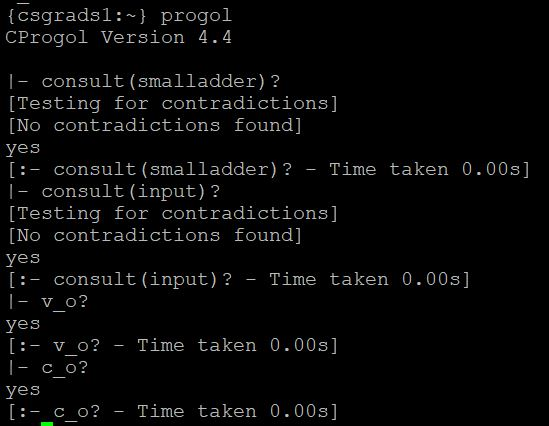 {csgrads1:~} progol
CProgol Version 4.4
|- consult(smalladder)?
[Testing for contradictions]
[No contradictions found]
yes
[:- consult(smalladder)? - Time taken 0.00s]
|- consult(input)?
[Testing for contradictions]
[No contradictions found]
yes
[:- consult(input)? - Time taken 0.00s]
|- v_o?
yes
[:- v_o? - Time taken 0.00s]
|- c_o?
yes
[:- c_o? - Time taken 0.00s]